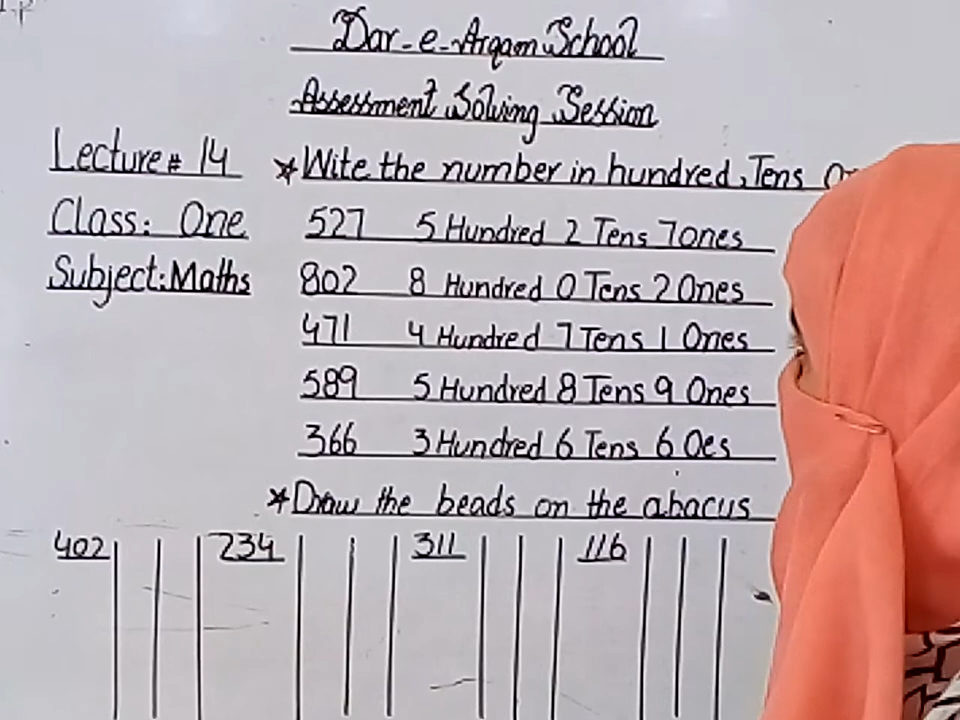 Dar-e-Arqam School
Assessment Solving Session
Lecture # 14
Class: One
Subject: Maths
* Wite the number in hundred, Tens
527 5 Hundred 2 Tens 7 ones
802 8 Hundred 0 Tens 2 Ones
471 4 Hundred 7 Tens 1 Ones
589 5 Hundred 8 Tens 9 Ones
366 3 Hundred 6 Tens 6 Oes
* Draw the beads on the abacus
402 234 311 116